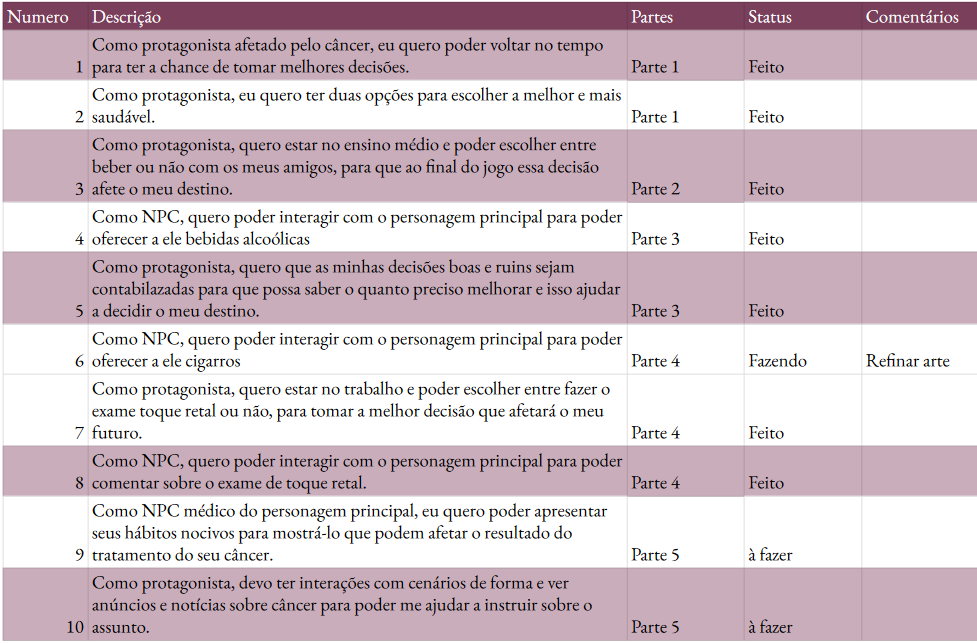 Numero Descrição Partes Status Comentários
Como protagonista afetado pelo câncer, eu quero poder voltar no tempo
1 para ter a chance de tomar melhores decisões. Parte 1 Feito
Como protagonista, eu quero ter duas opções para escolher a melhor e mais
2 saudável. Parte 1 Feito
Como protagonista, quero estar no ensino médio e poder escolher entre
beber ou não com os meus amigos, para que ao final do jogo essa decisão
3 afete o meu destino. Parte 2 Feito
Como NPC, quero poder interagir com o personagem principal para poder
4 oferecer a ele bebidas alcoólicas Parte 3 Feito
Como protagonista, quero que as minhas decisões boas e ruins sejam
contabilazadas para que possa saber o quanto preciso melhorar e isso ajudar
5 a decidir o meu destino. Parte 3 Feito
Como NPC, quero poder interagir com o personagem principal para poder
6 oferecer a ele cigarros Parte 4 Fazendo Refinar arte
Como protagonista, quero estar no trabalho e poder escolher entre fazer o
exame toque retal ou não, para tomar a melhor decisão que afetará o meu
7 futuro. Parte 4 Feito
Como NPC, quero poder interagir com o personagem principal para poder
8 comentar sobre o exame de toque retal. Parte 4 Feito
Como NPC médico do personagem principal, eu quero poder apresentar
seus hábitos nocivos para mostrá-lo que podem afetar o resultado do
9 tratamento do seu câncer. Parte 5 à fazer
Como protagonista, devo ter interações com cenários de forma e ver
anúncios e notícias sobre câncer para poder me ajudar a instruir sobre o
10 assunto. Parte 5 à fazer